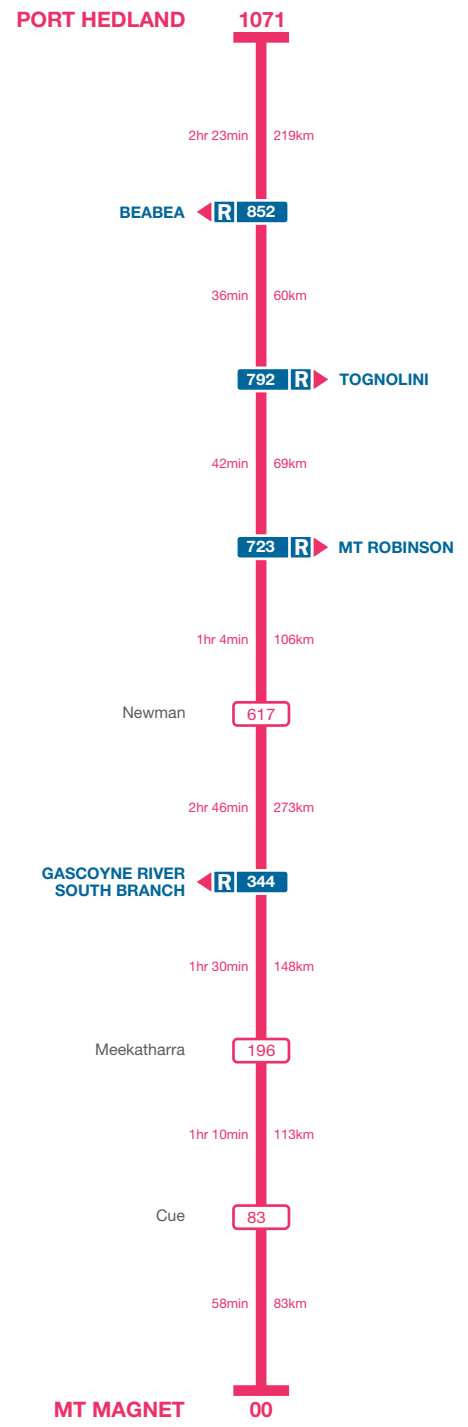 PORT HEDLAND 1071
2hr 23min 219km
BEABEA R 852
36min 60km
792 R TOGNOLINI
42min 69km
723 R MT ROBINSON
1hr 4min 106km
Newman 617
2hr 46min 273km
GASCOYNE RIVER
SOUTH BRANCH R 344
1hr 30min 148km
Meekatharra 196
1hr 10min 113km
Cue 83
58min 83km
MT MAGNET 00